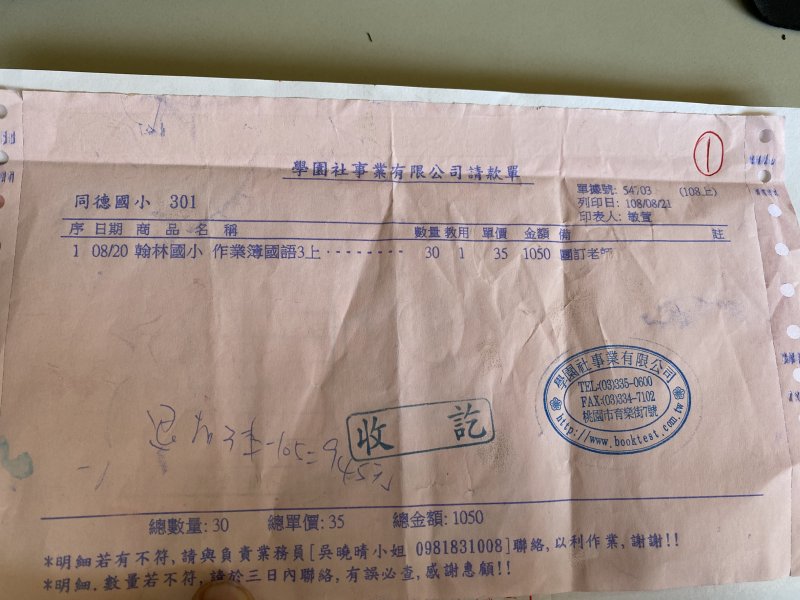 1
學園社事業有限公司請款單
同德國小 301
單據號: 54703 (108上)
列印日: 108/08/21
印表人: 敏萱
序 日期 商品名稱 數量 教用 單價 金額 備註
1 08/20 翰林國小 作業簿國語3上········ 30 1 35 1050 團訂老師
學園社事業有限公司
TEL:(03)335-0600
FAX:(03)334-7102
桃園市育樂街7號
http://www.booktest.com.tw
收訖
總數量: 30 總單價: 35 總金額: 1050
*明細若有不符, 請與負責業務員[吳曉晴小姐 0981831008]聯絡, 以利作業, 謝謝!!
*明細. 數量若不符, 請於三日內聯絡, 有誤必查, 感謝惠顧!!